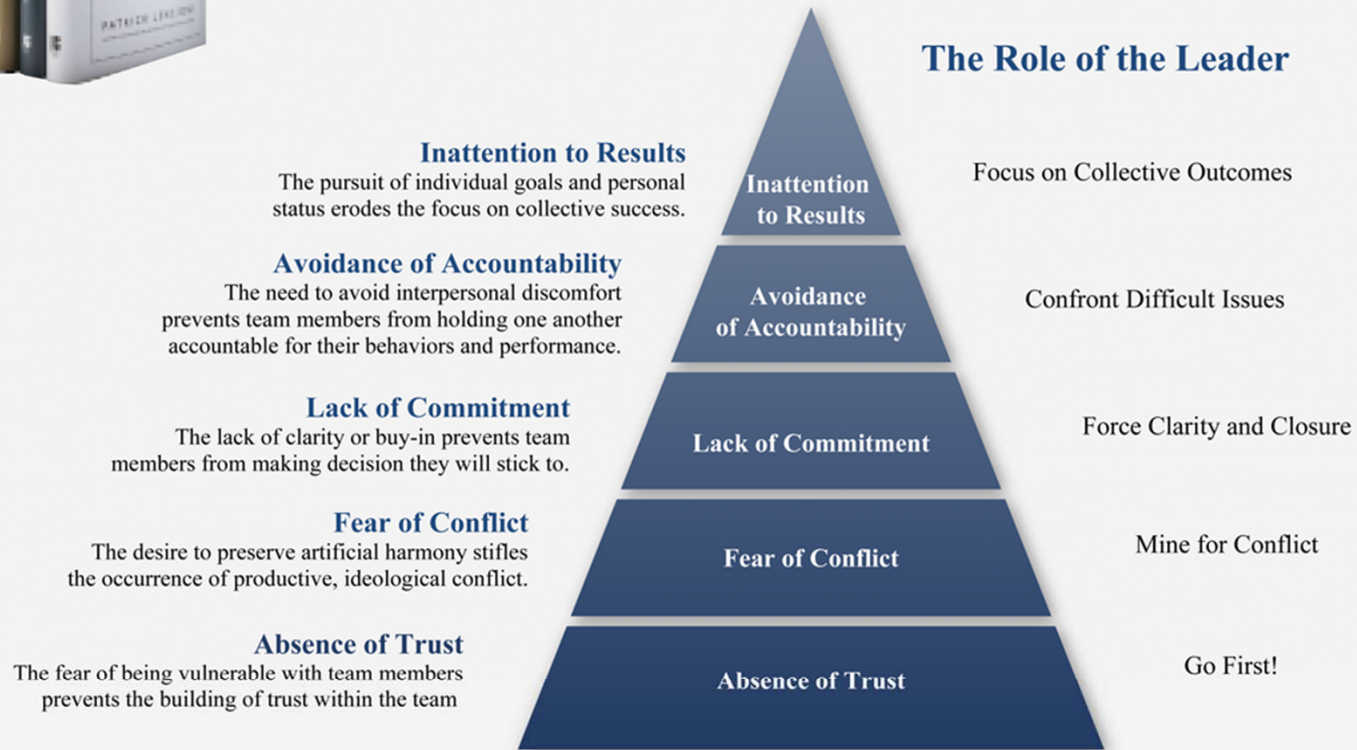 PATRICK LENCIONI
The Role of the Leader
Inattention to Results
The pursuit of individual goals and personal
status erodes the focus on collective success.
Inattention
to Results
Focus on Collective Outcomes
Avoidance of Accountability
The need to avoid interpersonal discomfort
prevents team members from holding one another
accountable for their behaviors and performance.
Avoidance
of Accountability
Confront Difficult Issues
Lack of Commitment
The lack of clarity or buy-in prevents team
members from making decision they will stick to.
Lack of Commitment
Force Clarity and Closure
Fear of Conflict
The desire to preserve artificial harmony stifles
the occurrence of productive, ideological conflict.
Fear of Conflict
Mine for Conflict
Absence of Trust
The fear of being vulnerable with team members
prevents the building of trust within the team
Absence of Trust
Go First!